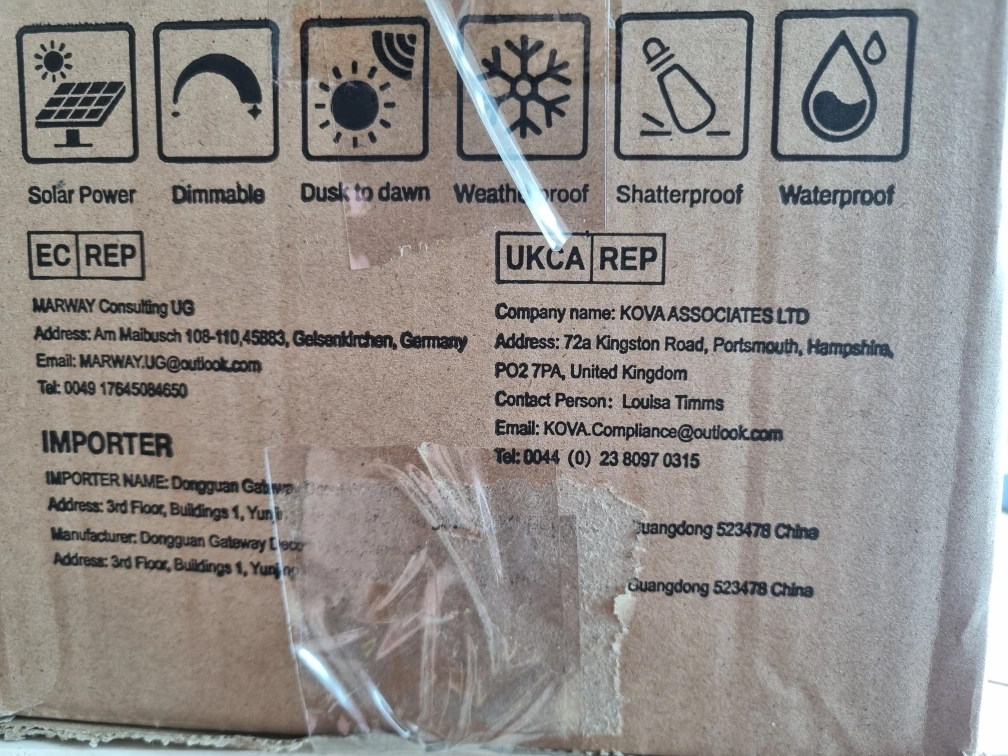 Solar Power
Dimmable
Dusk to dawn
Weatherproof
Shatterproof
Waterproof
EC REP
MARWAY Consulting UG
Address: Am Maibusch 108-110,45883, Gelsenkirchen, Germany
Email: MARWAY.UG@outlook.com
Tel: 0049 17645084650
UKCA REP
Company name: KOVA ASSOCIATES LTD
Address: 72a Kingston Road, Portsmouth, Hampshire,
PO2 7PA, United Kingdom
Contact Person: Louisa Timms
Email: KOVA.Compliance@outlook.com
Tel: 0044 (0) 23 8097 0315
IMPORTER
IMPORTER NAME: Dongguan Gateway
Address: 3rd Floor, Buildings 1, Guangdong 523478 China
Manufacturer: Dongguan Gateway
Address: 3rd Floor, Buildings 1, Guangdong 523478 China